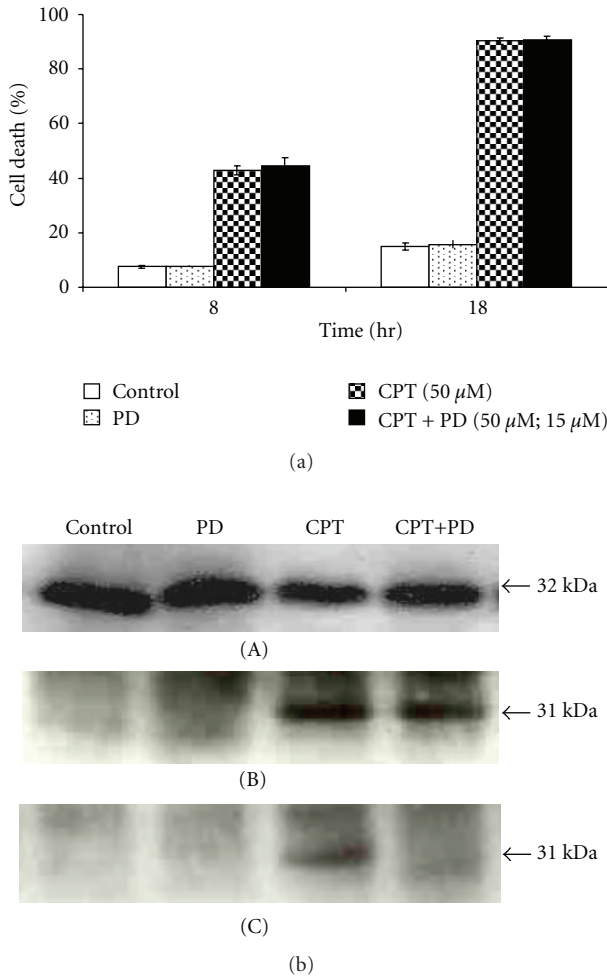 (a)
100
80
60
40
20
0
Cell death (%)
8
18
Time (hr)
Control
CPT (50 µM)
PD
CPT + PD (50 µM; 15 µM)
(a)
Control PD CPT CPT+PD
← 32 kDa
(A)
← 31 kDa
(B)
← 31 kDa
(C)
(b)